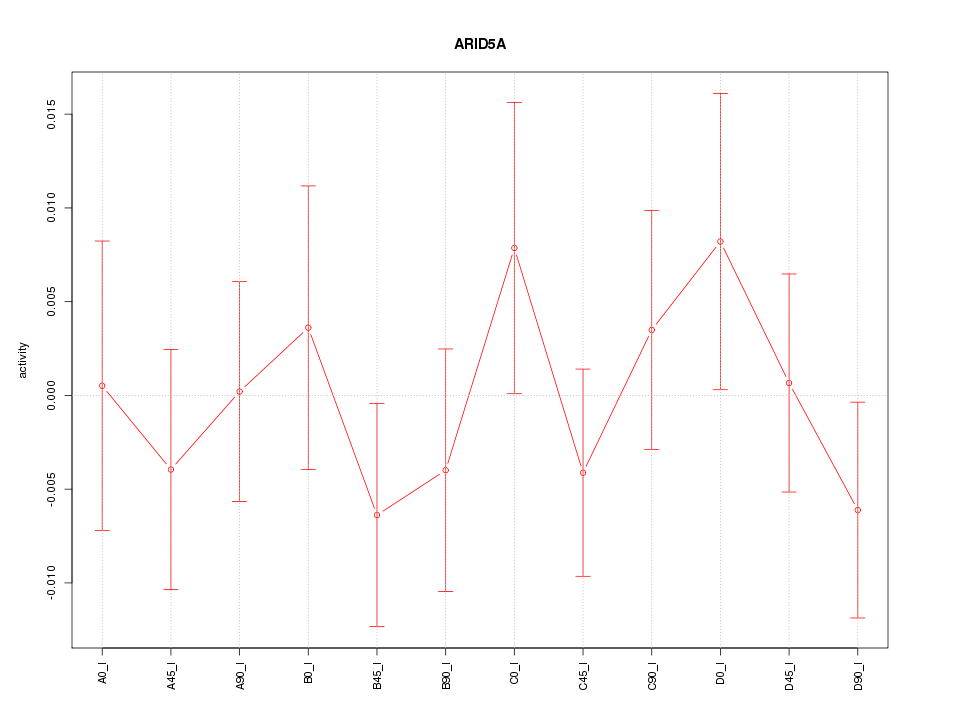 ARID5A
activity
0.015
0.010
0.005
0.000
-0.005
-0.010
A0_I
A45_I
A90_I
B0_I
B45_I
B90_I
C0_I
C45_I
C90_I
D0_I
D45_I
D90_I